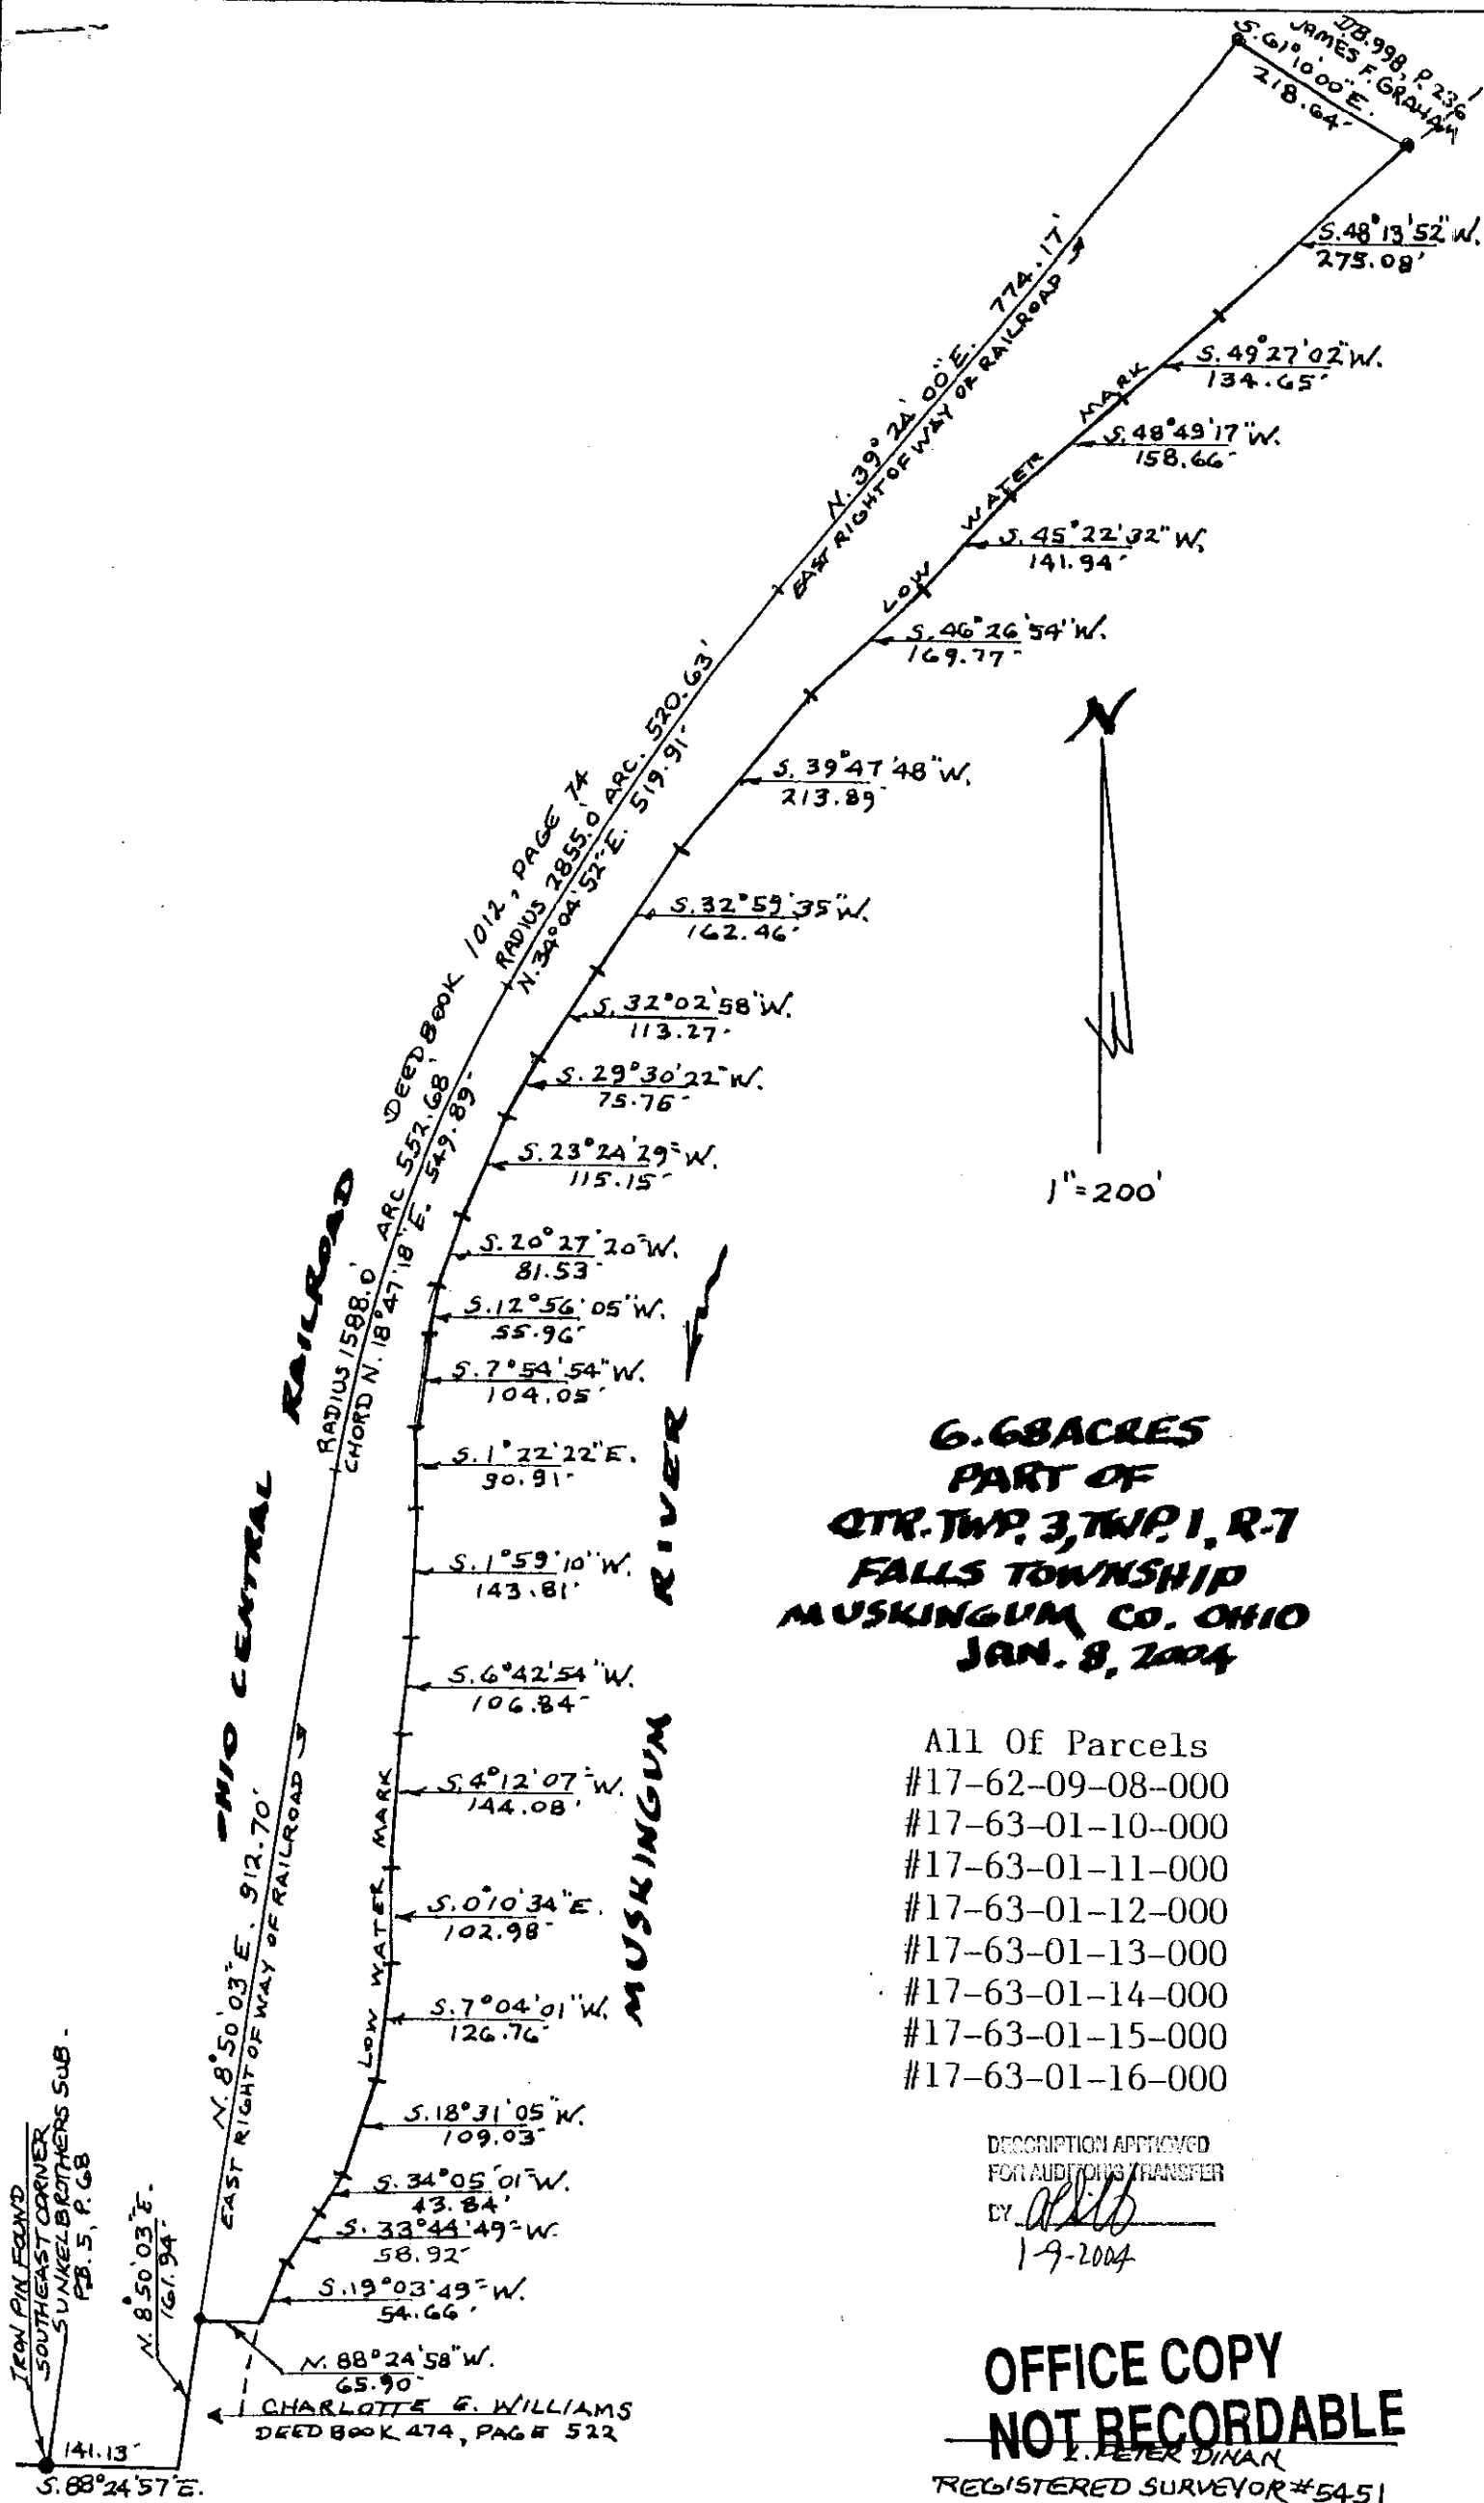 DB.998, P. 236
JAMES F. GRAHAM
S.61°10'00"E.
218.64'
S.48°13'52"W.
275.08'
S.49°27'02"W.
134.65'
S.48°49'17"W.
158.66'
S.45°22'32"W.
141.94'
S.46°26'54"W.
169.77'
S.39°47'48"W.
213.89'
S.32°59'35"W.
162.46'
S.32°02'58"W.
113.27'
S.29°30'22"W.
75.76'
S.23°24'29"W.
115.15'
S.20°27'20"W.
81.53'
S.12°56'05"W.
55.96'
S.7°54'54"W.
104.05'
S.1°22'22"E.
90.91'
S.1°59'10"W.
143.81'
S.6°42'54"W.
106.84'
S.4°12'07"W.
144.08'
S.0°10'34"E.
102.98'
S.7°04'01"W.
126.76'
S.18°31'05"W.
109.03'
S.34°05'01"W.
43.84'
S.33°44'49"W.
58.92'
S.19°03'49"W.
54.66'
N.88°24'58"W.
65.90'
CHARLOTTE E. WILLIAMS
DEED BOOK 474, PAGE 522
LOW WATER MARK
N.39°24'00"E. 774.17'
EAST RIGHT OF WAY OF RAILROAD
DEED BOOK 1012, PAGE 74
RADIUS 2855.0' ARC. 520.63'
N.34°04'52"E. 519.91'
RADIUS 1588.0' ARC 552.68'
CHORD N.18°47'18"E. 549.89'
OHIO CENTRAL RAILROAD
N.8°50'03"E. 912.70'
EAST RIGHT OF WAY OF RAILROAD
LOW WATER MARK
MUSKINGUM RIVER
IRON PIN FOUND
SOUTHEAST CORNER
SUNKEL BROTHERS SUB.
P.B. 5, P.68
N.8°50'03"E.
161.94'
141.13'
S.88°24'57"E.
N
1"=200'
6.68 ACRES
PART OF
QTR. TWP. 3, TWP. 1, R-7
FALLS TOWNSHIP
MUSKINGUM CO. OHIO
JAN. 8, 2004
All Of Parcels
#17-62-09-08-000
#17-63-01-10-000
#17-63-01-11-000
#17-63-01-12-000
#17-63-01-13-000
#17-63-01-14-000
#17-63-01-15-000
#17-63-01-16-000
DESCRIPTION APPROVED
FOR AUDITOR'S TRANSFER
BY
1-9-2004
OFFICE COPY
NOT RECORDABLE
PETER DINAN
REGISTERED SURVEYOR #5451